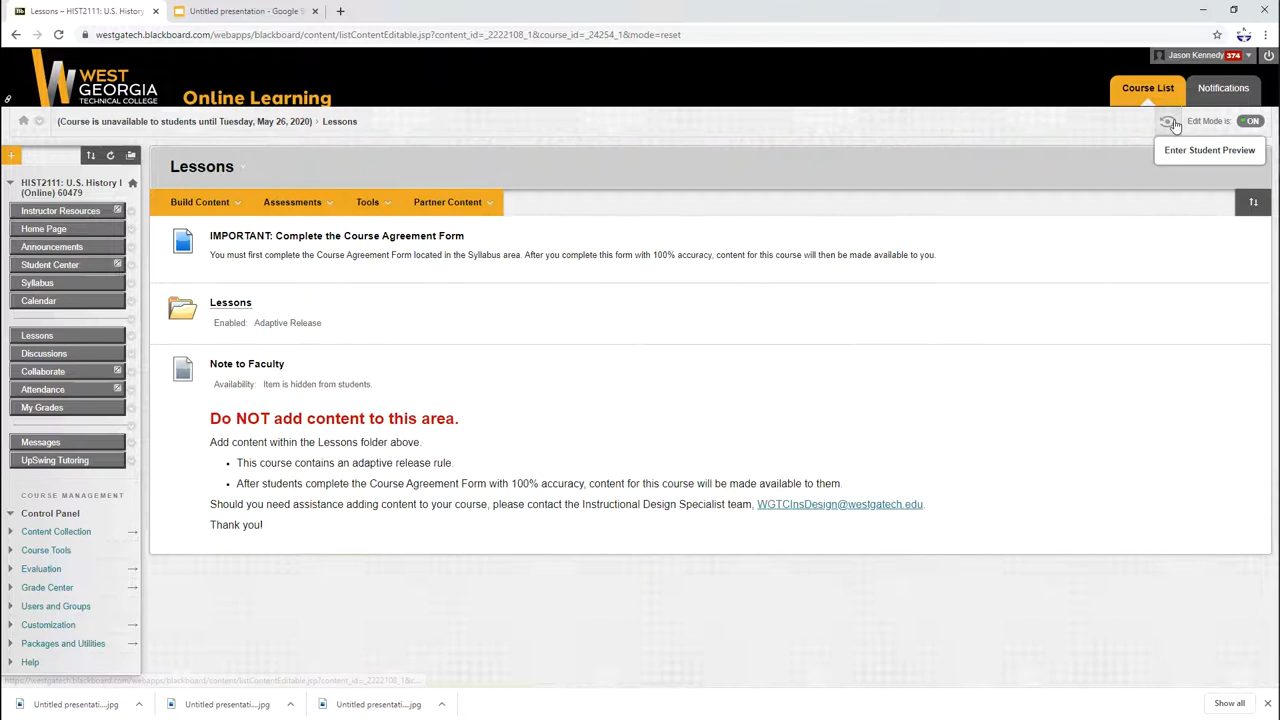 Lessons – HIST2111: U.S. History
Untitled presentation - Google S
westgatech.blackboard.com/webapps/blackboard/content/listContentEditable.jsp?content_id=_2222108_1&course_id=_24254_1&mode=reset
Jason Kennedy 374
WEST
GEORGIA
TECHNICAL COLLEGE
Online Learning
Course List
Notifications
(Course is unavailable to students until Tuesday, May 26, 2020) > Lessons
Edit Mode is: ON
Enter Student Preview
HIST2111: U.S. History I
(Online) 60479
Instructor Resources
Home Page
Announcements
Student Center
Syllabus
Calendar
Lessons
Discussions
Collaborate
Attendance
My Grades
Messages
UpSwing Tutoring
COURSE MANAGEMENT
Control Panel
Content Collection
Course Tools
Evaluation
Grade Center
Users and Groups
Customization
Packages and Utilities
Help
Lessons
Build Content
Assessments
Tools
Partner Content
IMPORTANT: Complete the Course Agreement Form
You must first complete the Course Agreement Form located in the Syllabus area. After you complete this form with 100% accuracy, content for this course will then be made available to you.
Lessons
Enabled: Adaptive Release
Note to Faculty
Availability: Item is hidden from students.
Do NOT add content to this area.
Add content within the Lessons folder above.
• This course contains an adaptive release rule.
• After students complete the Course Agreement Form with 100% accuracy, content for this course will be made available to them.
Should you need assistance adding content to your course, please contact the Instructional Design Specialist team, WGTCInsDesign@westgatech.edu.
Thank you!
https://westgatech.blackboard.com/webapps/blackboard/content/listContentEditable.jsp?content_id=_2222108_1&c...
Untitled presentati....jpg
Untitled presentati....jpg
Untitled presentati....jpg
Show all